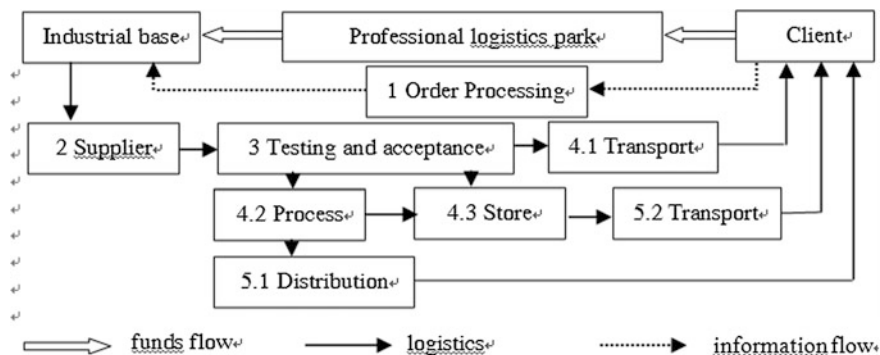 Industrial base
Professional logistics park
Client
1 Order Processing
2 Supplier
3 Testing and acceptance
4.1 Transport
4.2 Process
4.3 Store
5.2 Transport
5.1 Distribution
funds flow
logistics
information flow